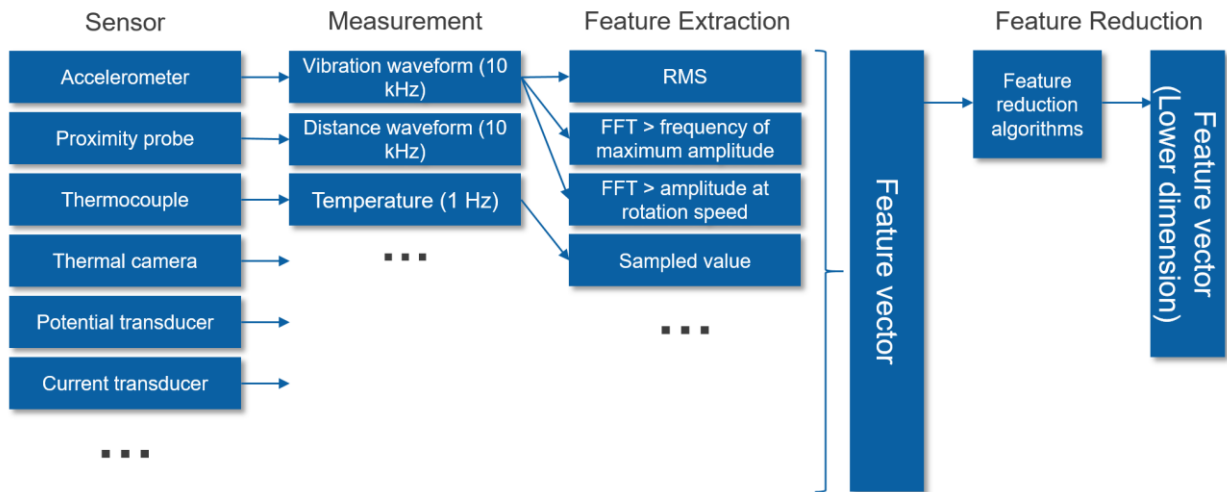 Sensor
Measurement
Feature Extraction
Feature Reduction
Accelerometer
Proximity probe
Thermocouple
Thermal camera
Potential transducer
Current transducer
...
Vibration waveform (10
kHz)
Distance waveform (10
kHz)
Temperature (1 Hz)
...
RMS
FFT > frequency of
maximum amplitude
FFT > amplitude at
rotation speed
Sampled value
...
Feature vector
Feature
reduction
algorithms
Feature vector
(Lower dimension)